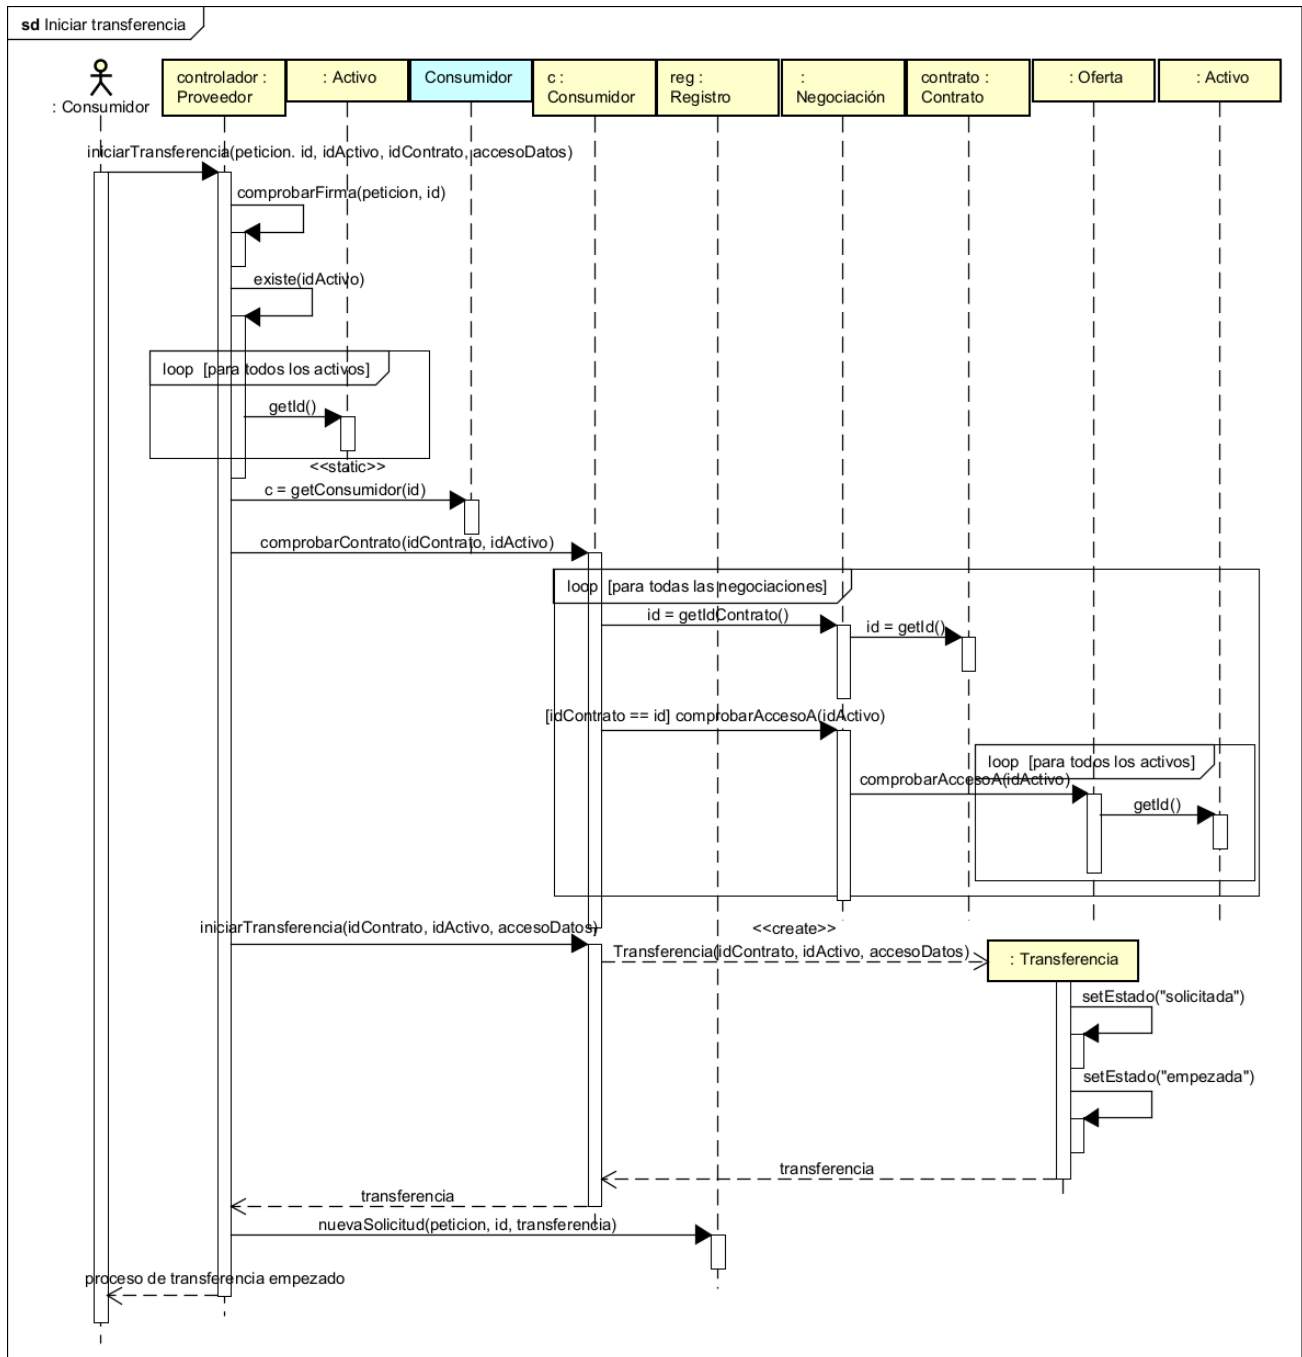 sd Iniciar transferencia
: Consumidor
controlador :
Proveedor
: Activo
Consumidor
c :
Consumidor
reg :
Registro
:
Negociación
contrato :
Contrato
: Oferta
: Activo
iniciarTransferencia(peticion. id, idActivo, idContrato, accesoDatos)
comprobarFirma(peticion, id)
existe(idActivo)
loop [para todos los activos]
getId()
<<static>>
c = getConsumidor(id)
comprobarContrato(idContrato, idActivo)
loop [para todas las negociaciones]
id = getIdContrato()
id = getId()
[idContrato == id] comprobarAccesoA(idActivo)
loop [para todos los activos]
comprobarAccesoA(idActivo)
getId()
iniciarTransferencia(idContrato, idActivo, accesoDatos)
<<create>>
Transferencia(idContrato, idActivo, accesoDatos)
: Transferencia
setEstado("solicitada")
setEstado("empezada")
transferencia
transferencia
nuevaSolicitud(peticion, id, transferencia)
proceso de transferencia empezado